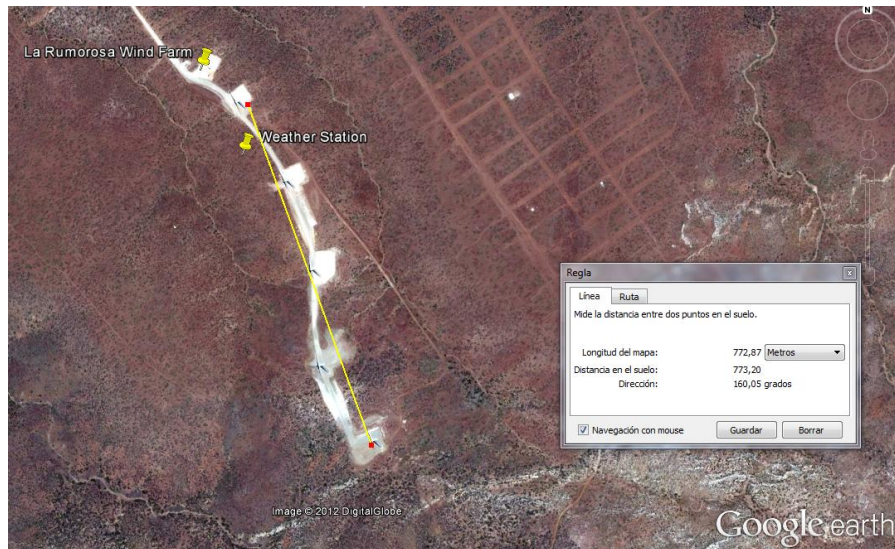 N
La Rumorosa Wind Farm
Weather Station
Regla
Línea
Ruta
Mide la distancia entre dos puntos en el suelo.
Longitud del mapa: 772,87 Metros
Distancia en el suelo: 773,20
Dirección: 160,05 grados
Navegación con mouse
Guardar
Borrar
Image © 2012 DigitalGlobe
Google earth